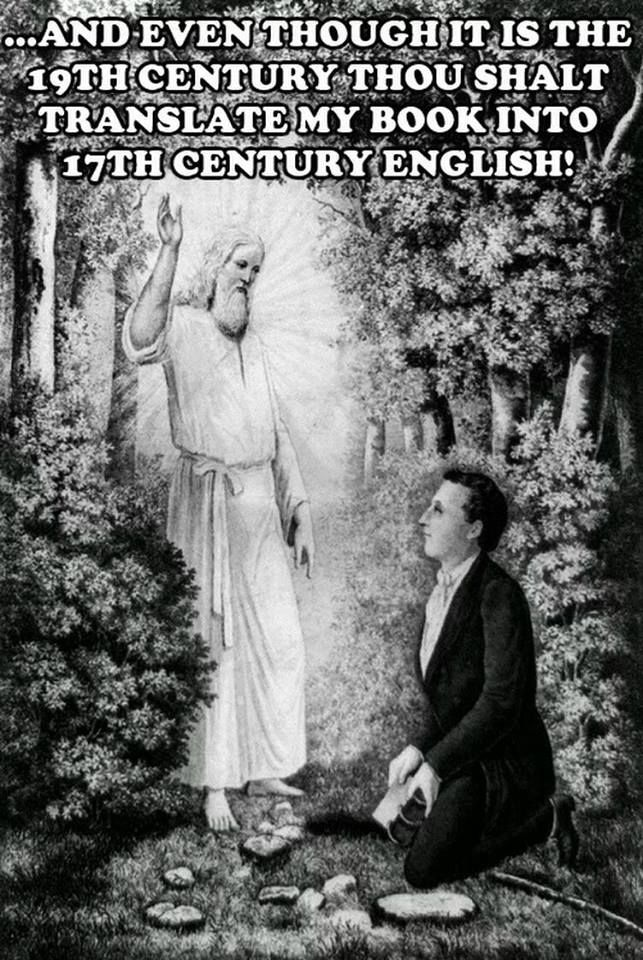 ...AND EVEN THOUGH IT IS THE
19TH CENTURY THOU SHALT
TRANSLATE MY BOOK INTO
17TH CENTURY ENGLISH!